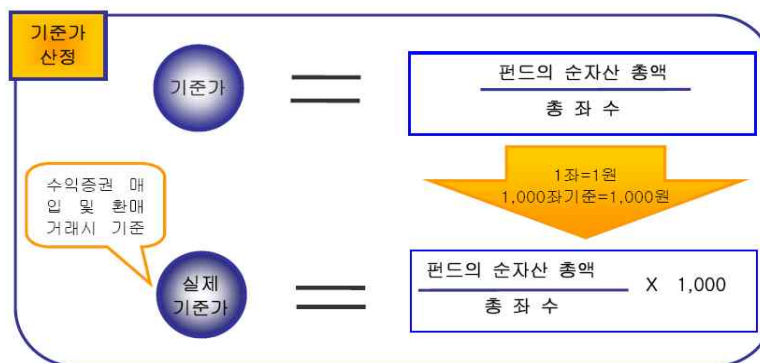 기준가
산정
기준가
펀드의 순자산 총액
총 좌 수
1좌=1원
1,000좌기준=1,000원
수익증권 매
입 및 환매
거래시 기준
실제
기준가
펀드의 순자산 총액
총 좌 수
X 1,000